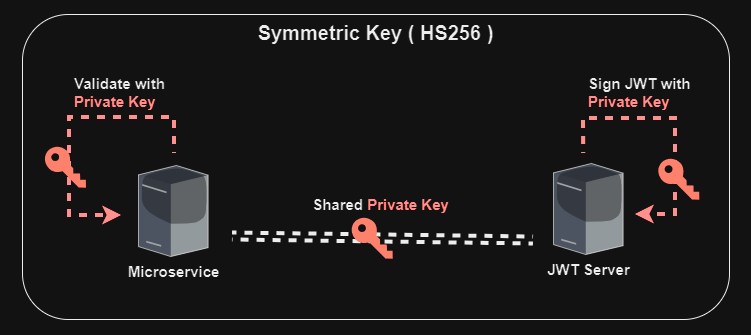 Symmetric Key ( HS256 )
Validate with
Private Key
Sign JWT with
Private Key
Shared Private Key
Microservice
JWT Server